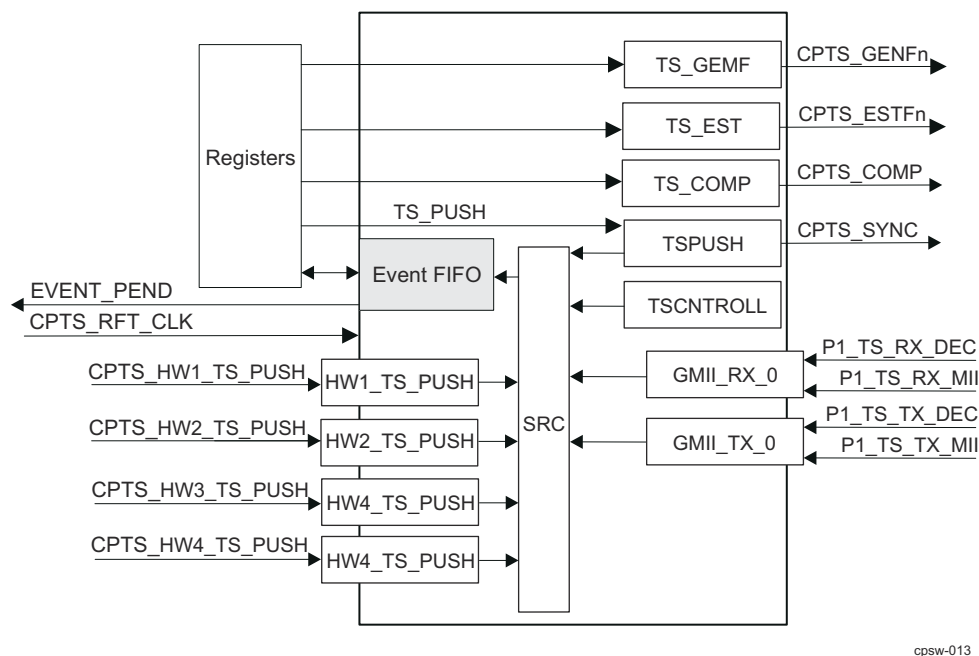 TS_GEMF
CPTS_GENFn
TS_EST
CPTS_ESTFn
Registers
TS_COMP
CPTS_COMP
TS_PUSH
TSPUSH
CPTS_SYNC
Event FIFO
EVENT_PEND
TSCNTROLL
CPTS_RFT_CLK
P1_TS_RX_DEC
CPTS_HW1_TS_PUSH
HW1_TS_PUSH
GMII_RX_0
P1_TS_RX_MII
SRC
P1_TS_TX_DEC
CPTS_HW2_TS_PUSH
HW2_TS_PUSH
GMII_TX_0
P1_TS_TX_MII
CPTS_HW3_TS_PUSH
HW4_TS_PUSH
CPTS_HW4_TS_PUSH
HW4_TS_PUSH
cpsw-013